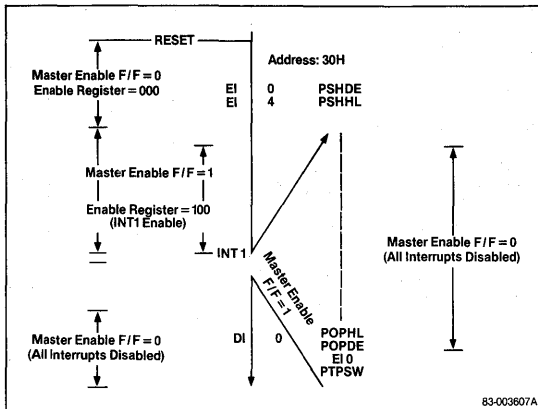 RESET
Address: 30H
Master Enable F/F = 0
Enable Register = 000
EI 0 PSHDE
EI 4 PSHHL
Master Enable F/F = 1
Enable Register = 100
(INT1 Enable)
Master Enable F/F = 0
(All Interrupts Disabled)
INT 1
Master Enable
F/F = 1
Master Enable F/F = 0
(All Interrupts Disabled)
DI 0
POPHL
POPDE
EI 0
PTPSW
83-003607A